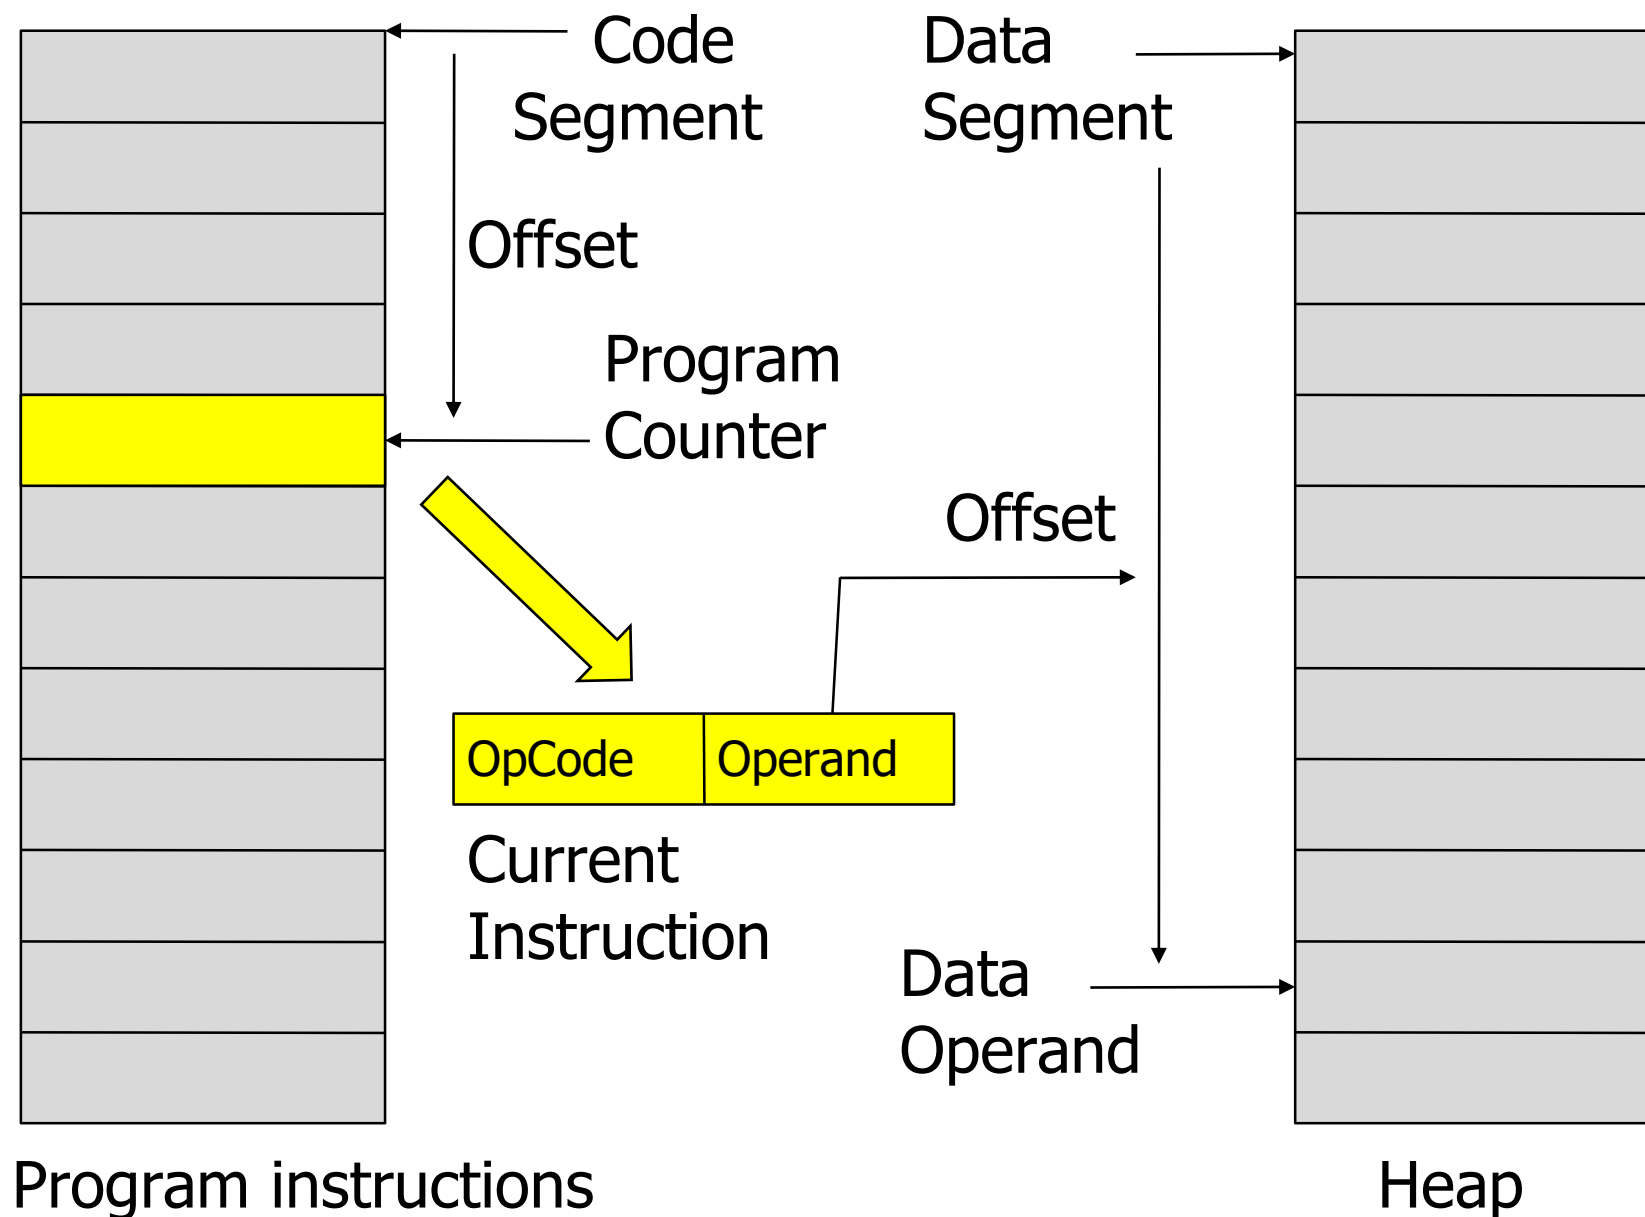 Code
Segment
Data
Segment
Offset
Program
Counter
Offset
OpCode
Operand
Current
Instruction
Data
Operand
Program instructions
Heap